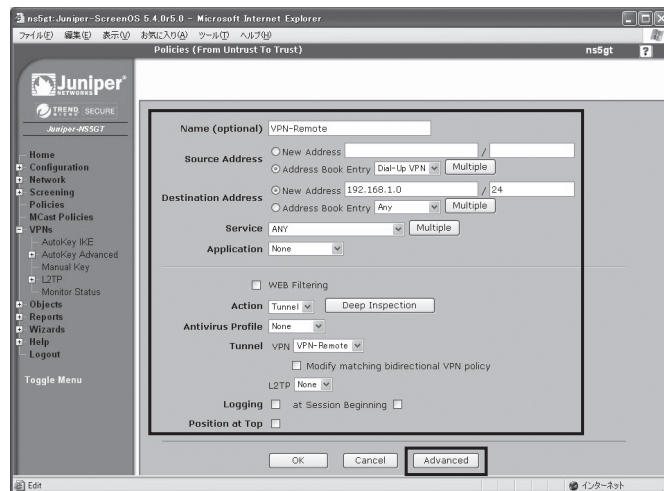 ns5gt:Juniper-ScreenOS 5.4.0r5.0 - Microsoft Internet Explorer
ファイル(F) 編集(E) 表示(V) お気に入り(A) ツール(T) ヘルプ(H)
Policies (From Untrust To Trust) ns5gt ?
Juniper
NETWORKS
TREND MICRO SECURE
Juniper-NS5GT
Home
Configuration
Network
Screening
Policies
MCast Policies
VPNs
AutoKey IKE
AutoKey Advanced
Manual Key
L2TP
Monitor Status
Objects
Reports
Wizards
Help
Logout
Toggle Menu
Name (optional) VPN-Remote
Source Address
New Address /
Address Book Entry Dial-Up VPN Multiple
Destination Address
New Address 192.168.1.0 / 24
Address Book Entry Any Multiple
Service ANY Multiple
Application None
WEB Filtering
Action Tunnel Deep Inspection
Antivirus Profile None
Tunnel VPN VPN-Remote
Modify matching bidirectional VPN policy
L2TP None
Logging at Session Beginning
Position at Top
OK Cancel Advanced
Edit インターネット